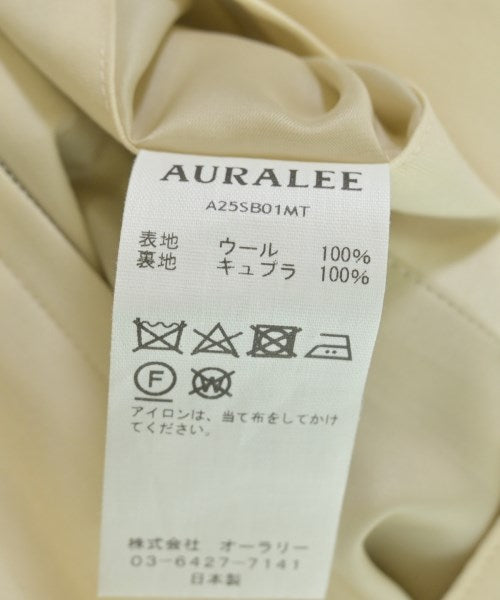 AURALEE
A25SB01MT
表地 ウール 100%
裏地 キュプラ 100%
F W
アイロンは、当て布をしてかけ
てください。
株式会社 オーラリー
03-6427-7141
日本製